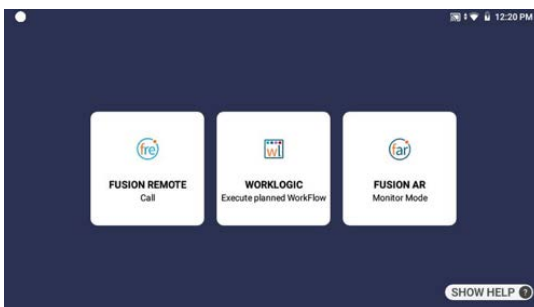 12:20 PM
fre
wl
far
FUSION REMOTE
Call
WORKLOGIC
Execute planned WorkFlow
FUSION AR
Monitor Mode
SHOW HELP ?